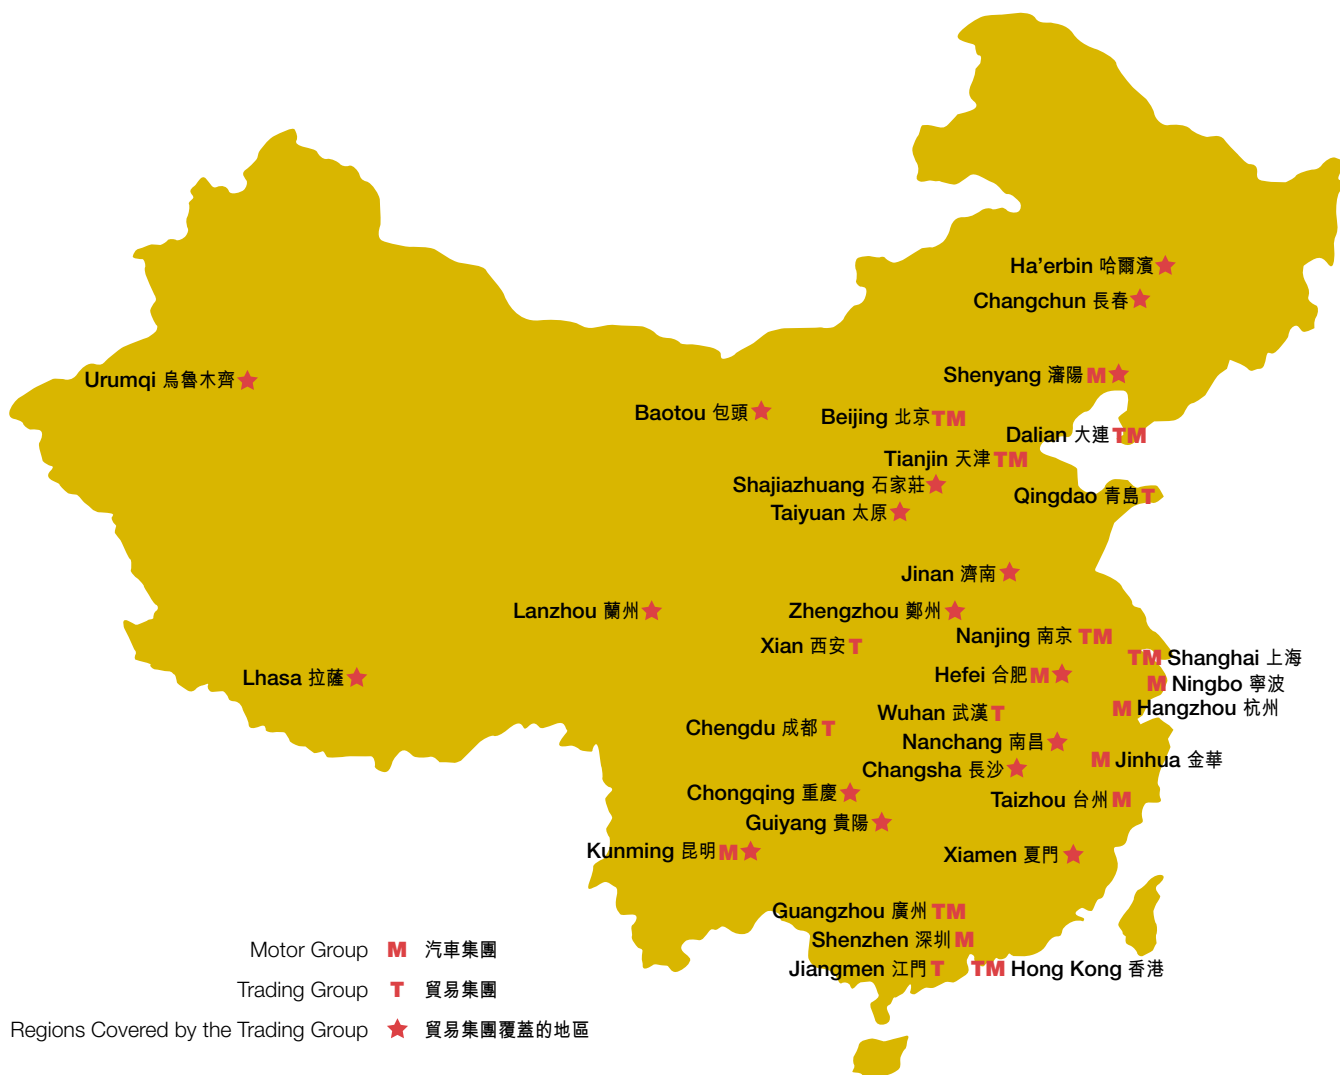 Ha’erbin 哈爾濱
Changchun 長春
Shenyang 瀋陽 M
Urumqi 烏魯木齊
Baotou 包頭
Beijing 北京 TM
Dalian 大連 TM
Tianjin 天津 TM
Shajiazhuang 石家莊
Qingdao 青島 T
Taiyuan 太原
Jinan 濟南
Lanzhou 蘭州
Zhengzhou 鄭州
Nanjing 南京 TM
Xian 西安 T
TM Shanghai 上海
Hefei 合肥 M
Lhasa 拉薩
M Ningbo 寧波
M Hangzhou 杭州
Wuhan 武漢 T
Chengdu 成都 T
Nanchang 南昌
M Jinhua 金華
Changsha 長沙
Chongqing 重慶
Taizhou 台州 M
Guiyang 貴陽
Kunming 昆明 M
Xiamen 夏門
Guangzhou 廣州 TM
Shenzhen 深圳 M
Jiangmen 江門 T
TM Hong Kong 香港
Motor Group M 汽車集團
Trading Group T 貿易集團
Regions Covered by the Trading Group 貿易集團覆蓋的地區